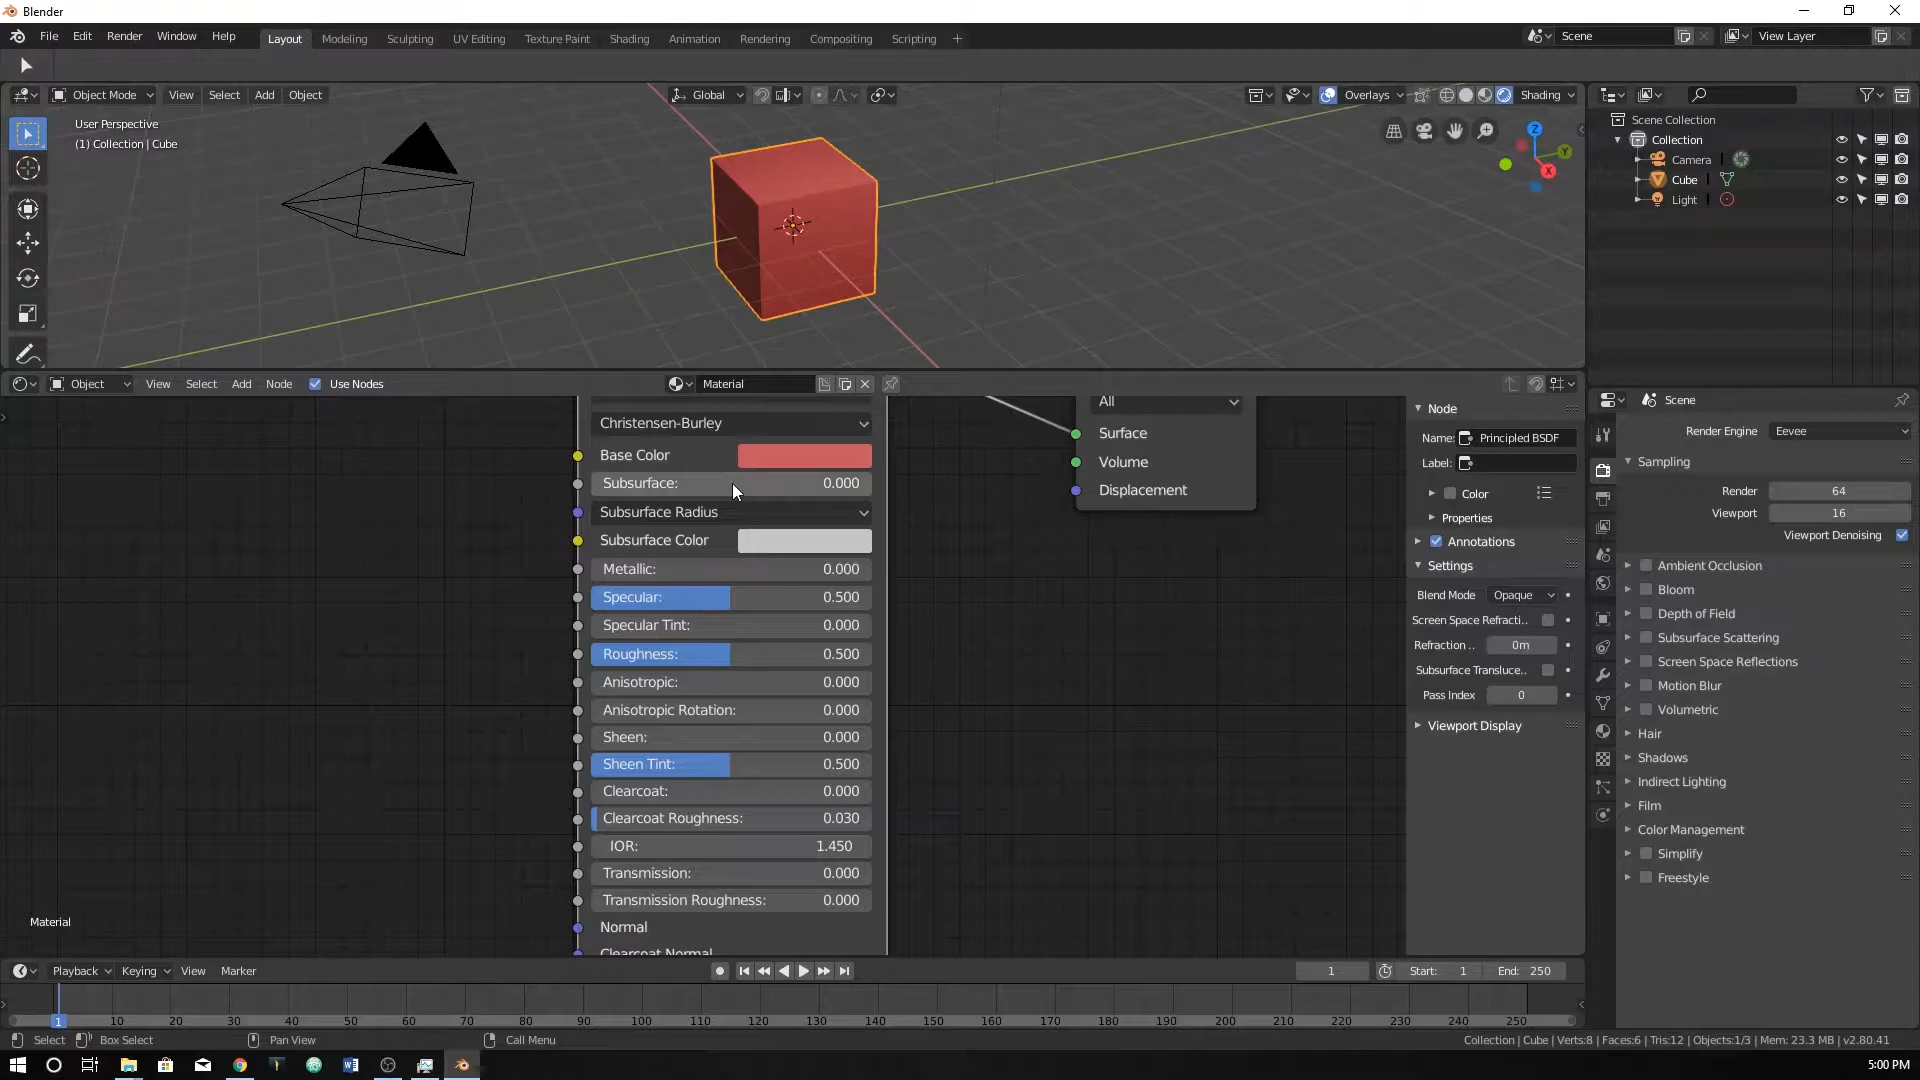 Blender
File Edit Render Window Help Layout Modeling Sculpting UV Editing Texture Paint Shading Animation Rendering Compositing Scripting + Scene View Layer
Object Mode View Select Add Object Global Overlays Shading
User Perspective
(1) Collection | Cube
Z
Y
X
Scene Collection
Collection
Camera
Cube
Light
Object View Select Add Node Use Nodes Material
Christensen-Burley
Base Color
Subsurface: 0.000
Subsurface Radius
Subsurface Color
Metallic: 0.000
Specular: 0.500
Specular Tint: 0.000
Roughness: 0.500
Anisotropic: 0.000
Anisotropic Rotation: 0.000
Sheen: 0.000
Sheen Tint: 0.500
Clearcoat: 0.000
Clearcoat Roughness: 0.030
IOR: 1.450
Transmission: 0.000
Transmission Roughness: 0.000
Normal
Clearcoat Normal
All
Surface
Volume
Displacement
Material
Node
Name: Principled BSDF
Label:
Color
Properties
Annotations
Settings
Blend Mode Opaque
Screen Space Refracti..
Refraction .. 0m
Subsurface Transluce..
Pass Index 0
Viewport Display
Scene
Render Engine Eevee
Sampling
Render 64
Viewport 16
Viewport Denoising
Ambient Occlusion
Bloom
Depth of Field
Subsurface Scattering
Screen Space Reflections
Motion Blur
Volumetric
Hair
Shadows
Indirect Lighting
Film
Color Management
Simplify
Freestyle
Playback Keying View Marker 1 Start: 1 End: 250
1 10 20 30 40 50 60 70 80 90 100 110 120 130 140 150 160 170 180 190 200 210 220 230 240 250
Select Box Select Pan View Call Menu Collection | Cube | Verts:8 | Faces:6 | Tris:12 | Objects:1/3 | Mem: 23.3 MB | v2.80.41
5:00 PM